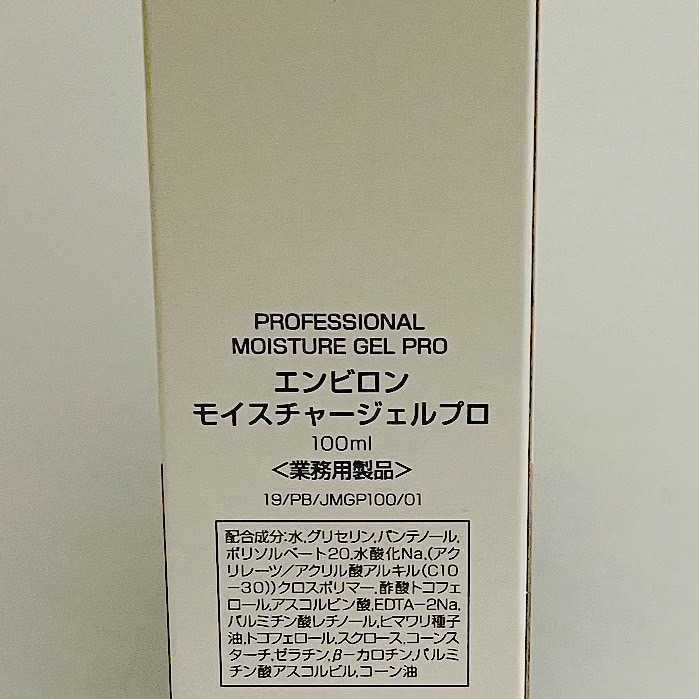 PROFESSIONAL
MOISTURE GEL PRO
エンビロン
モイスチャージェルプロ
100ml
<業務用製品>
19/PB/JMGP100/01
配合成分:水,グリセリン,パンテノール,
ポリソルベート20,水酸化Na,(アク
リレーツ/アクリル酸アルキル(C10
-30))クロスポリマー,酢酸トコフェ
ロール,アスコルビン酸,EDTA-2Na,
パルミチン酸レチノール,ヒマワリ種子
油,トコフェロール,スクロース,コーンス
ターチ,ゼラチン,β-カロチン,パルミ
チン酸アスコルビル,コーン油